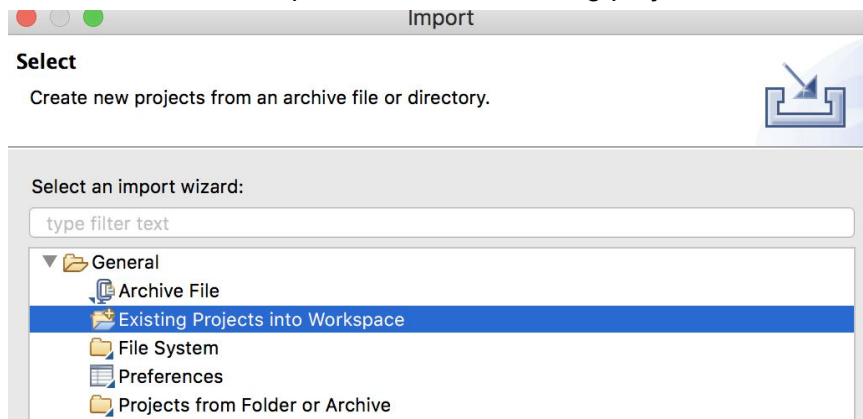 Import
Select
Create new projects from an archive file or directory.
Select an import wizard:
type filter text
General
Archive File
Existing Projects into Workspace
File System
Preferences
Projects from Folder or Archive